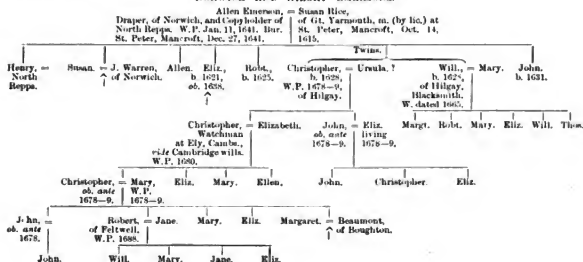 Allen Emerson, = Susan Rice,
Draper, of Norwich, and Copyholder of
North Repps. W.P. Jan. 11, 1641. Bur.
St. Peter, Mancroft, Dec. 27, 1641.
of Gt. Yarmouth, m. (by lic.) at
St. Peter, Mancroft, Oct. 14,
1615.
Twins.
Henry, =
North
Repps.
Susan. = J. Warren,
of Norwich.
Allen.
Eliz.,
b. 1621,
ob. 1638.
Robt.,
b. 1625.
Christopher, = Ursula. ?
b. 1628,
W.P. 1678–9,
of Hilgay.
Will., = Mary.
b. 1628
of Hilgay,
Blacksmith.
W. dated 1665.
John.
b. 1631.
Christopher, = Elizabeth.
Watchman
at Ely, Cambs.,
vide Cambridge wills.
W.P. 1680.
John, = Eliz.
ob. ante
1678–9.
living
1678–9.
Margt. Robt. Mary. Eliz. Will. Thos.
Christopher, = Mary,
ob. ante
1678–9.
W.P.
1678–9.
Eliz. Mary. Ellen.
John. Christopher. Eliz.
John, =
ob. ante
1678.
Robert, = Jane.
of Feltwell.
W.P. 1688.
Mary. Eliz.
Margaret. = Beaumont,
of Boughton.
John.
Will. Mary. Jane. Eliz.